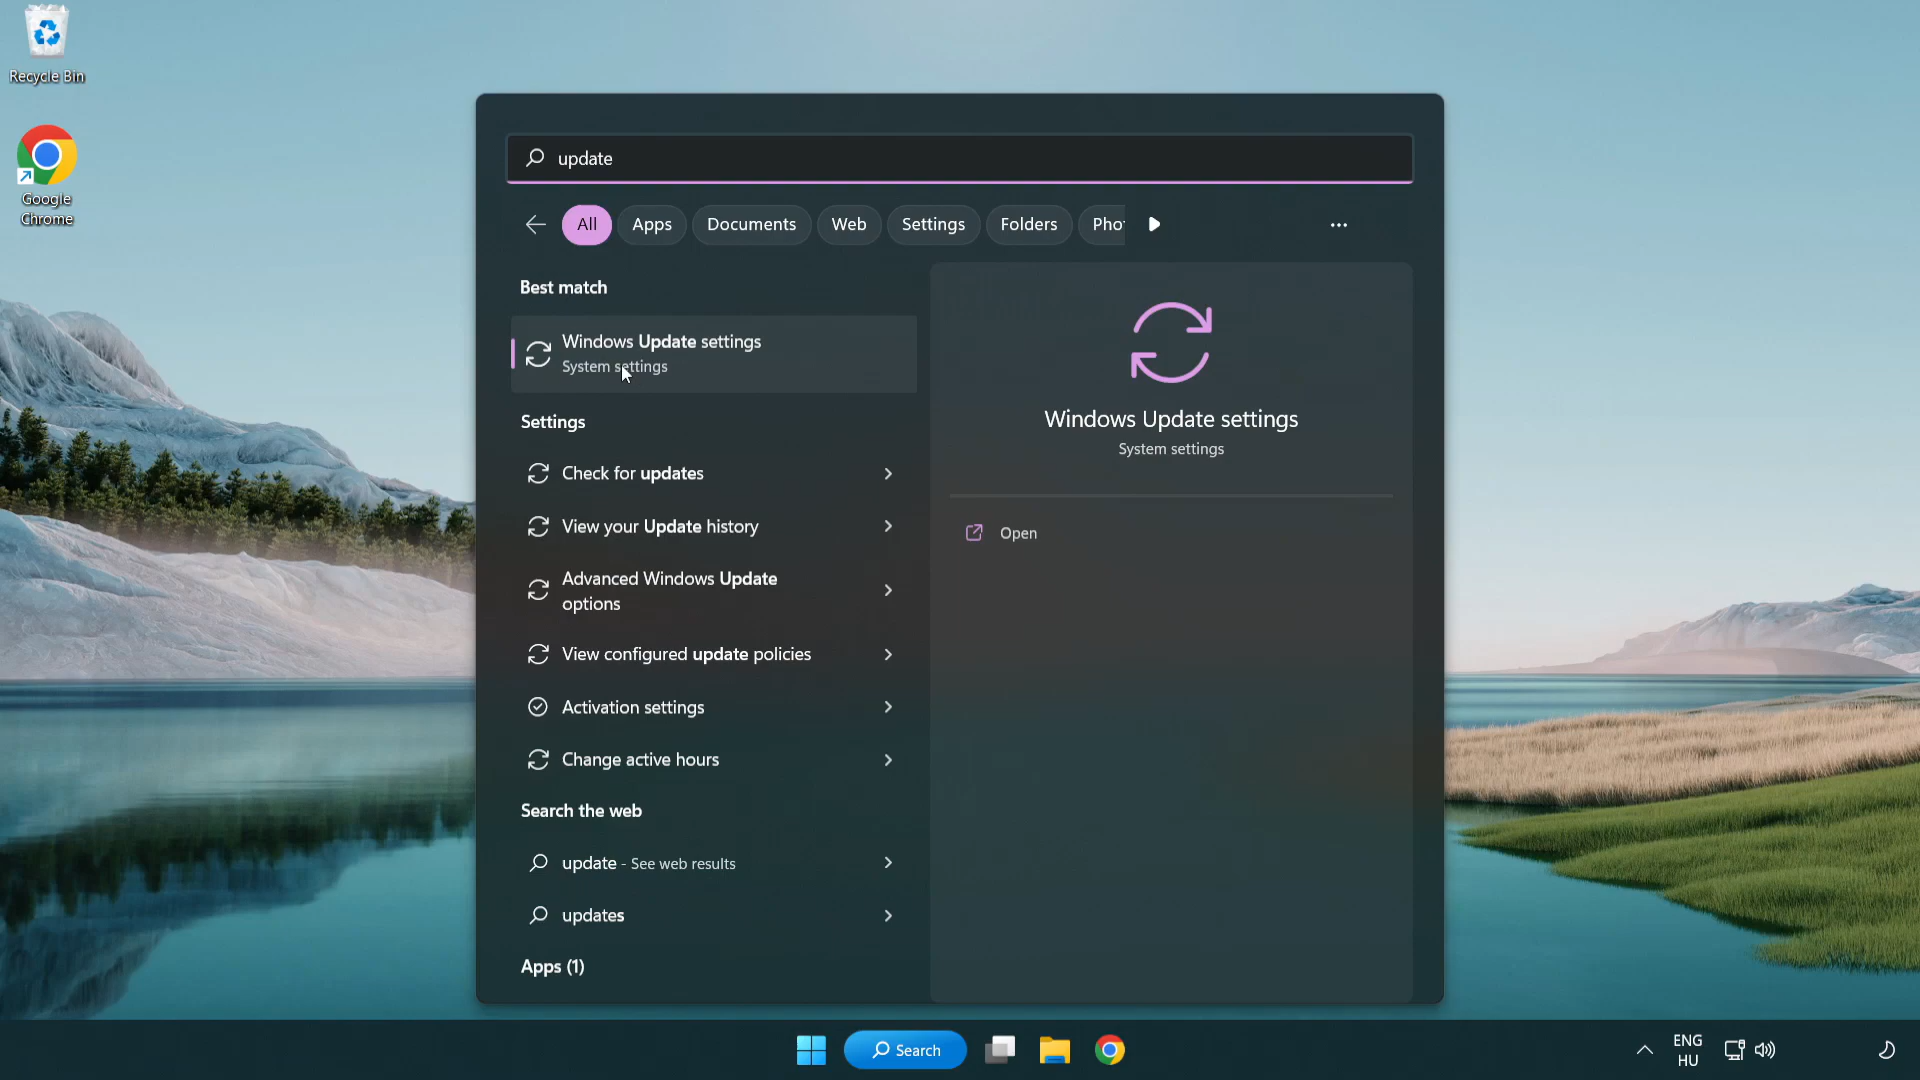 Recycle Bin
Google
Chrome
update
All
Apps
Documents
Web
Settings
Folders
Pho
Best match
Windows Update settings
System settings
Settings
Check for updates
View your Update history
Advanced Windows Update
options
View configured update policies
Activation settings
Change active hours
Search the web
update - See web results
updates
Apps (1)
Windows Update settings
System settings
Open
Search
ENG
HU